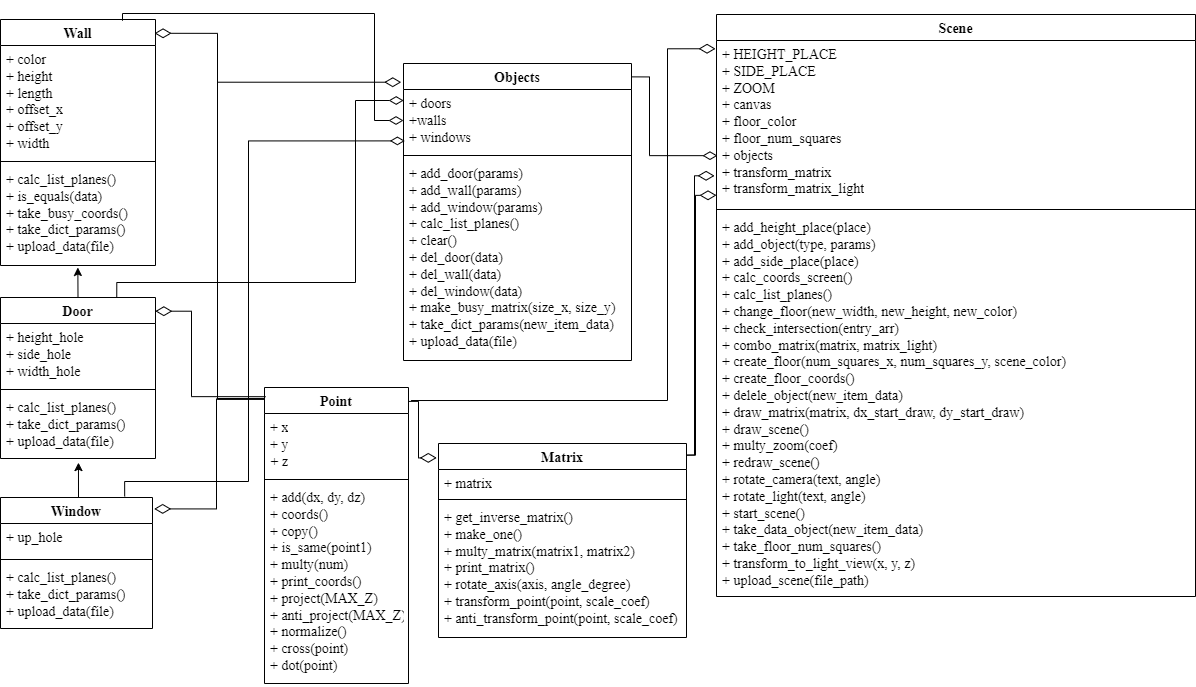 Wall
+ color
+ height
+ length
+ offset_x
+ offset_y
+ width
+ calc_list_planes()
+ is_equals(data)
+ take_busy_coords()
+ take_dict_params()
+ upload_data(file)
Door
+ height_hole
+ side_hole
+ width_hole
+ calc_list_planes()
+ take_dict_params()
+ upload_data(file)
Window
+ up_hole
+ calc_list_planes()
+ take_dict_params()
+ upload_data(file)
Objects
+ doors
+walls
+ windows
+ add_door(params)
+ add_wall(params)
+ add_window(params)
+ calc_list_planes()
+ clear()
+ del_door(data)
+ del_wall(data)
+ del_window(data)
+ make_busy_matrix(size_x, size_y)
+ take_dict_params(new_item_data)
+ upload_data(file)
Point
+ x
+ y
+ z
+ add(dx, dy, dz)
+ coords()
+ copy()
+ is_same(point1)
+ multy(num)
+ print_coords()
+ project(MAX_Z)
+ anti_project(MAX_Z)
+ normalize()
+ cross(point)
+ dot(point)
Matrix
+ matrix
+ get_inverse_matrix()
+ make_one()
+ multy_matrix(matrix1, matrix2)
+ print_matrix()
+ rotate_axis(axis, angle_degree)
+ transform_point(point, scale_coef)
+ anti_transform_point(point, scale_coef)
Scene
+ HEIGHT_PLACE
+ SIDE_PLACE
+ ZOOM
+ canvas
+ floor_color
+ floor_num_squares
+ objects
+ transform_matrix
+ transform_matrix_light
+ add_height_place(place)
+ add_object(type, params)
+ add_side_place(place)
+ calc_coords_screen()
+ calc_list_planes()
+ change_floor(new_width, new_height, new_color)
+ check_intersection(entry_arr)
+ combo_matrix(matrix, matrix_light)
+ create_floor(num_squares_x, num_squares_y, scene_color)
+ create_floor_coords()
+ delele_object(new_item_data)
+ draw_matrix(matrix, dx_start_draw, dy_start_draw)
+ draw_scene()
+ multy_zoom(coef)
+ redraw_scene()
+ rotate_camera(text, angle)
+ rotate_light(text, angle)
+ start_scene()
+ take_data_object(new_item_data)
+ take_floor_num_squares()
+ transform_to_light_view(x, y, z)
+ upload_scene(file_path)